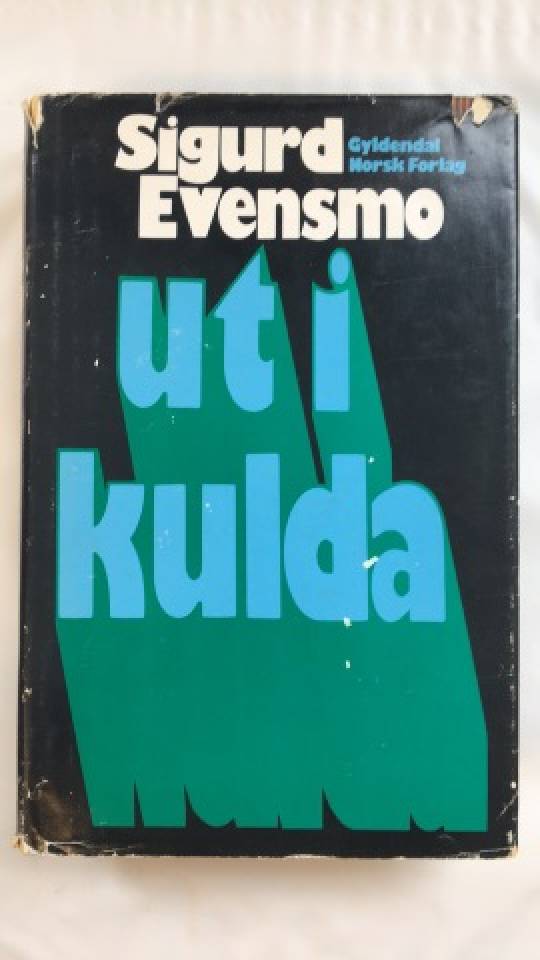 Sigurd
Gyldendal
Norsk Forlag
Evensmo
ut i
kulda